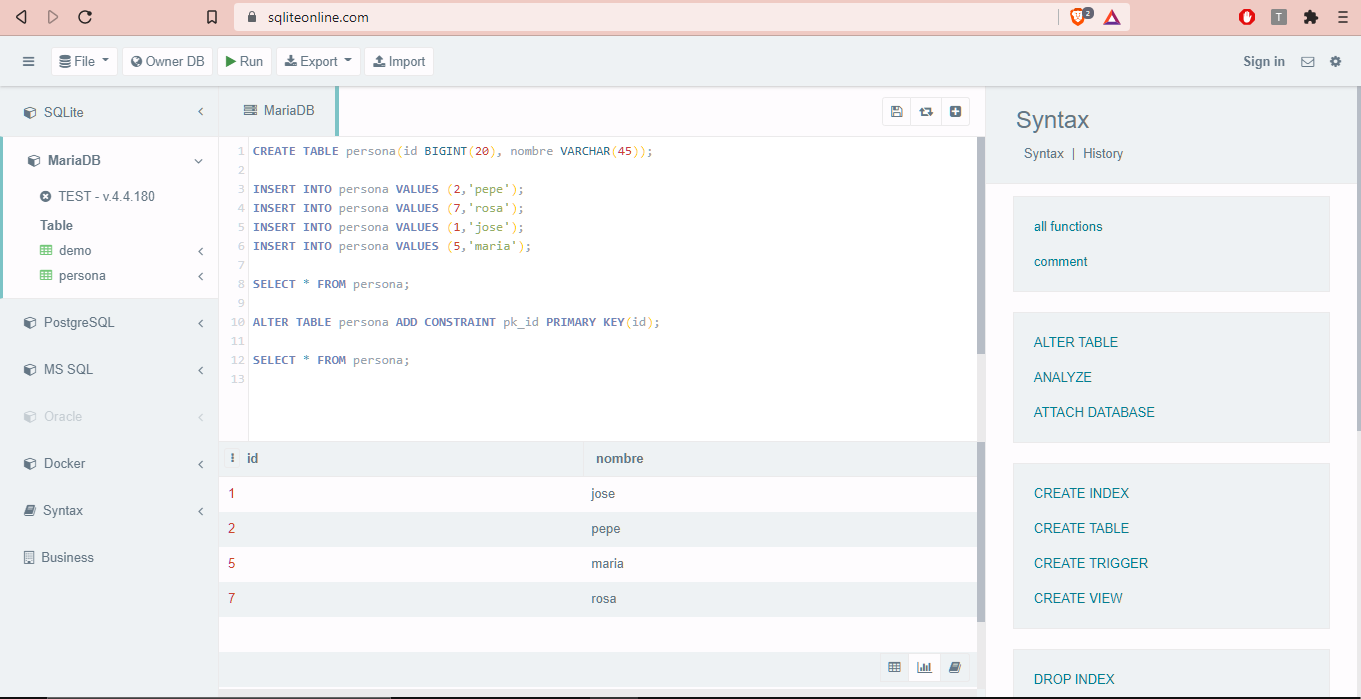 sqliteonline.com
2
T
File
Owner DB
Run
Export
Import
Sign in
SQLite
MariaDB
TEST - v.4.4.180
Table
demo
persona
PostgreSQL
MS SQL
Oracle
Docker
Syntax
Business
MariaDB
1 CREATE TABLE persona(id BIGINT(20), nombre VARCHAR(45));
2
3 INSERT INTO persona VALUES (2,'pepe');
4 INSERT INTO persona VALUES (7,'rosa');
5 INSERT INTO persona VALUES (1,'jose');
6 INSERT INTO persona VALUES (5,'maria');
7
8 SELECT * FROM persona;
9
10 ALTER TABLE persona ADD CONSTRAINT pk_id PRIMARY KEY(id);
11
12 SELECT * FROM persona;
13
id nombre
1 jose
2 pepe
5 maria
7 rosa
Syntax
Syntax | History
all functions
comment
ALTER TABLE
ANALYZE
ATTACH DATABASE
CREATE INDEX
CREATE TABLE
CREATE TRIGGER
CREATE VIEW
DROP INDEX